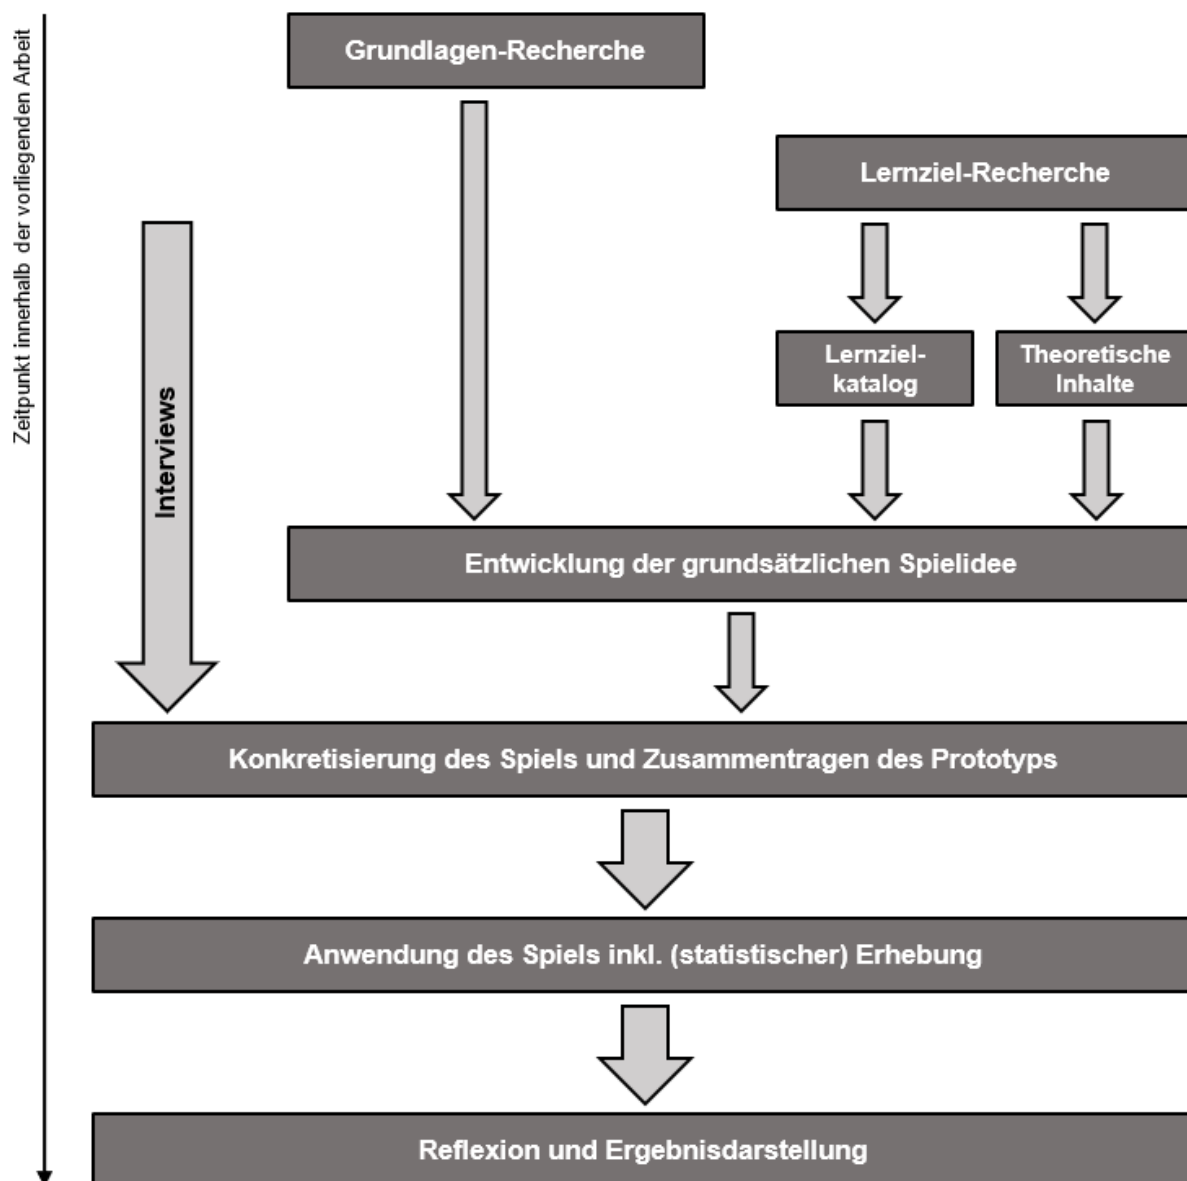 Zeitpunkt innerhalb der vorliegenden Arbeit
Grundlagen-Recherche
Lernziel-Recherche
Interviews
Lernziel-
katalog
Theoretische
Inhalte
Entwicklung der grundsätzlichen Spielidee
Konkretisierung des Spiels und Zusammentragen des Prototyps
Anwendung des Spiels inkl. (statistischer) Erhebung
Reflexion und Ergebnisdarstellung